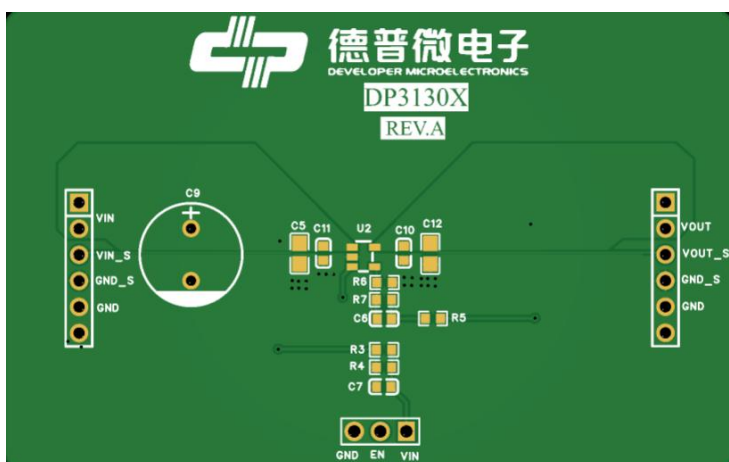 德普微电子
DEVELOPER MICROELECTRONICS
DP3130X
REV.A
C9
VIN
VIN_S
GND_S
GND
C5
C11
U2
C10
C12
R6
R7
C6
R5
R3
R4
C7
VOUT
VOUT_S
GND_S
GND
GND EN VIN